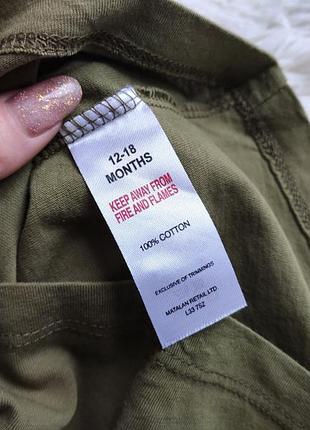 12-18
MONTHS
KEEP AWAY FROM
FIRE AND FLAMES
100% COTTON
EXCLUSIVE OF TRIMMINGS
MATALAN RETAIL LTD
L33 7SZ